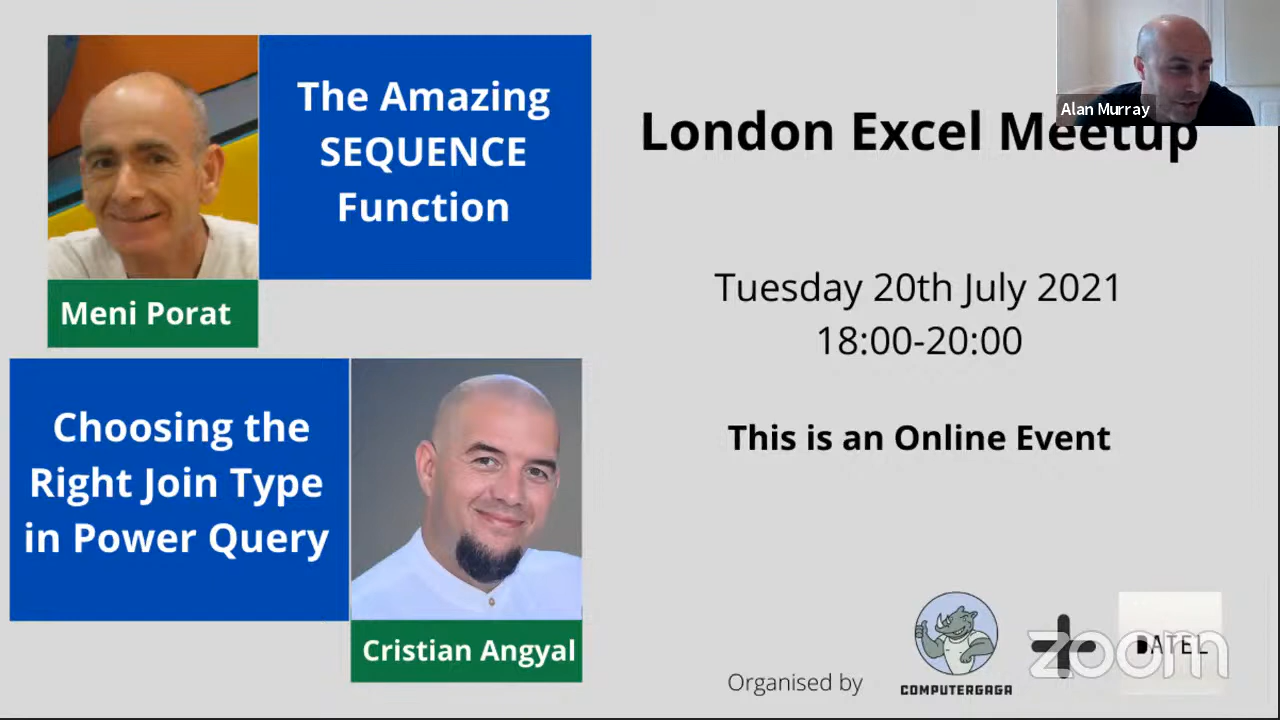 The Amazing
SEQUENCE
Function
Meni Porat
Choosing the
Right Join Type
in Power Query
Cristian Angyal
Alan Murray
London Excel Meetup
Tuesday 20th July 2021
18:00-20:00
This is an Online Event
Organised by
COMPUTERGAGA
DATEL
zoom